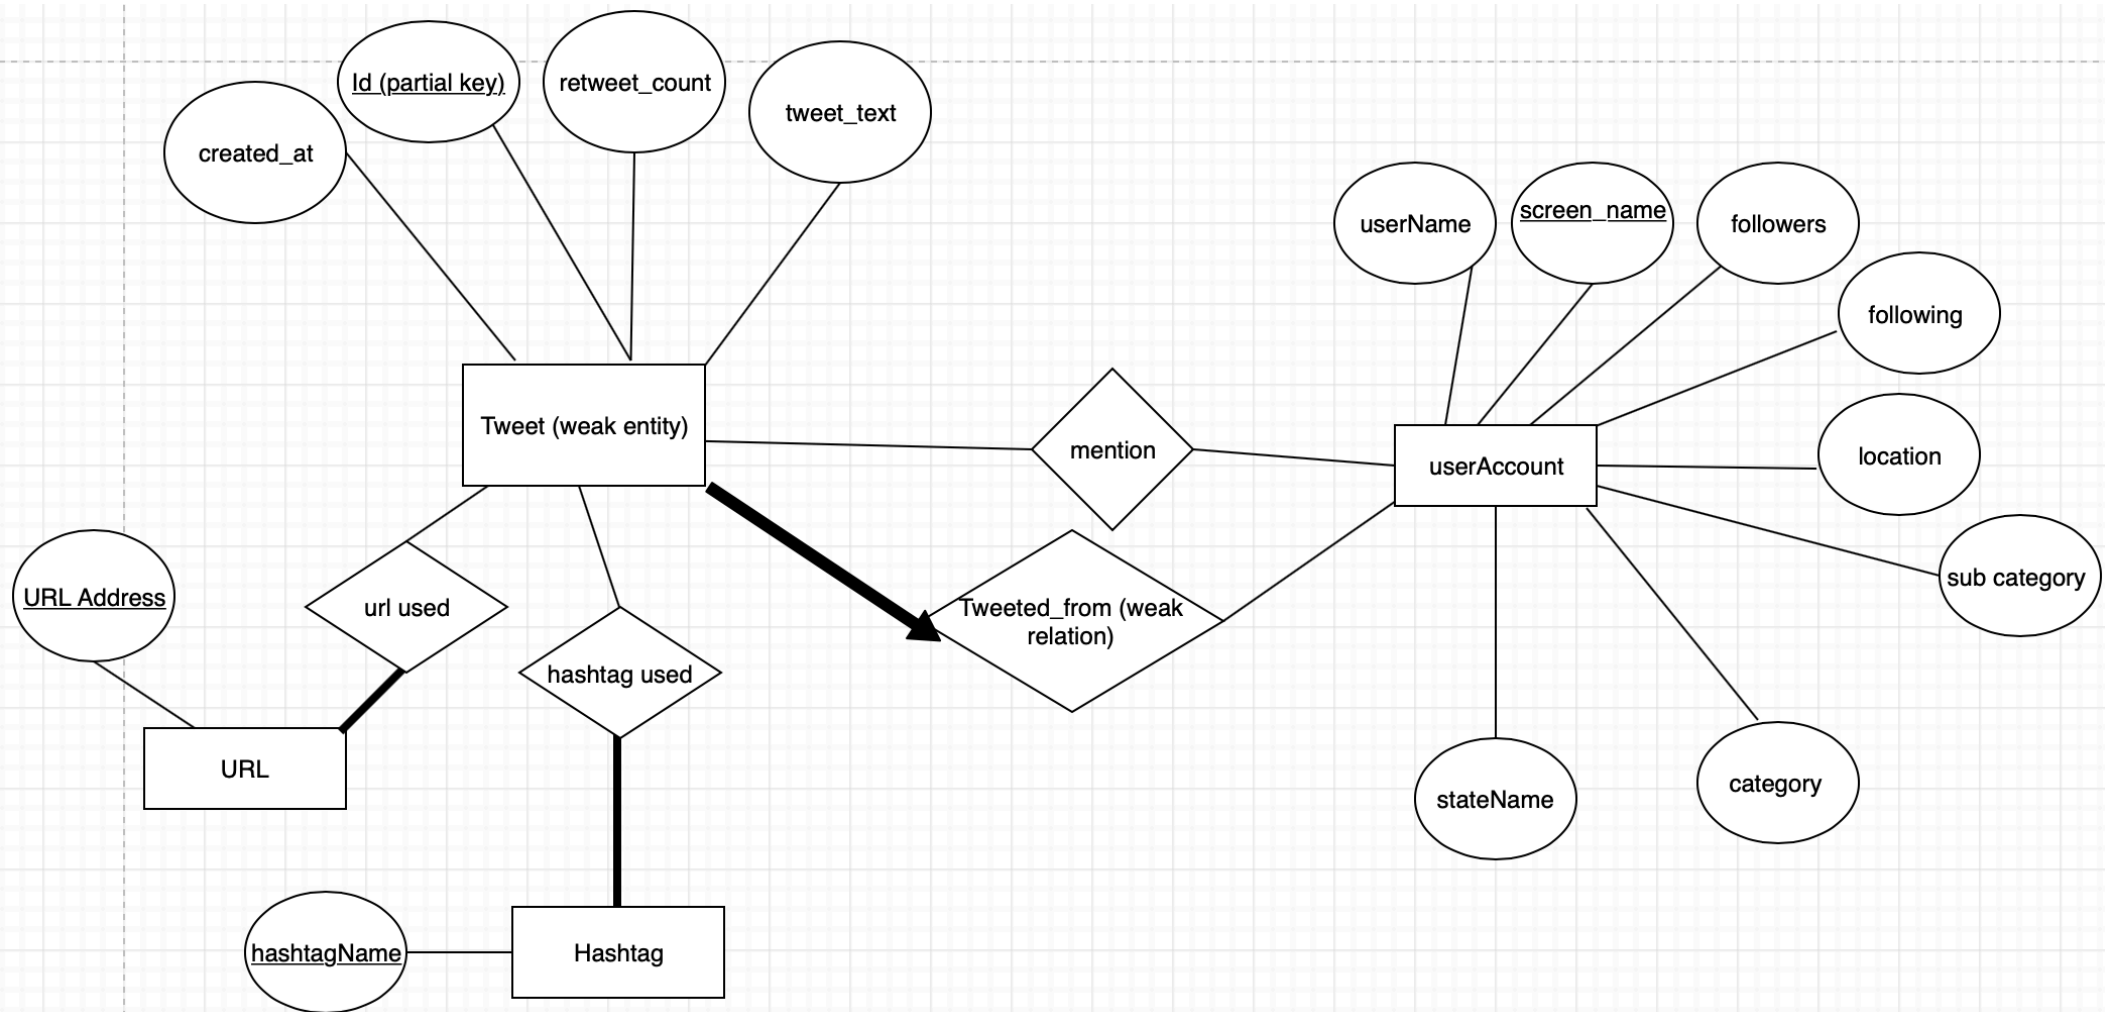 Id (partial key)
retweet_count
tweet_text
created_at
userName
screen_name
followers
following
Tweet (weak entity)
mention
userAccount
location
sub category
URL Address
url used
hashtag used
Tweeted_from (weak
relation)
URL
stateName
category
hashtagName
Hashtag